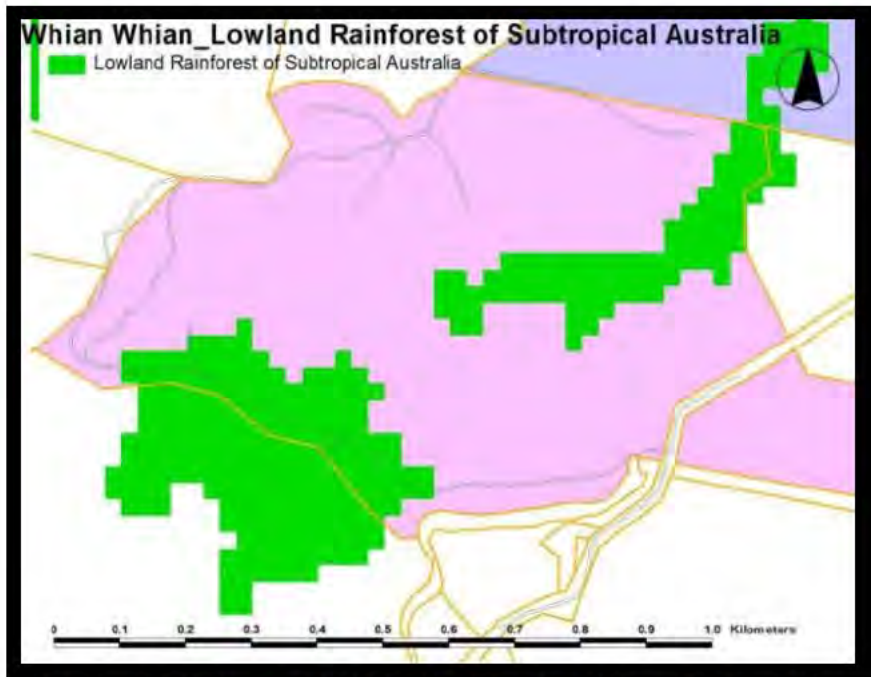 Whian Whian_Lowland Rainforest of Subtropical Australia
Lowland Rainforest of Subtropical Australia
0 0.1 0.2 0.3 0.4 0.5 0.6 0.7 0.8 0.9 1.0 Kilometers